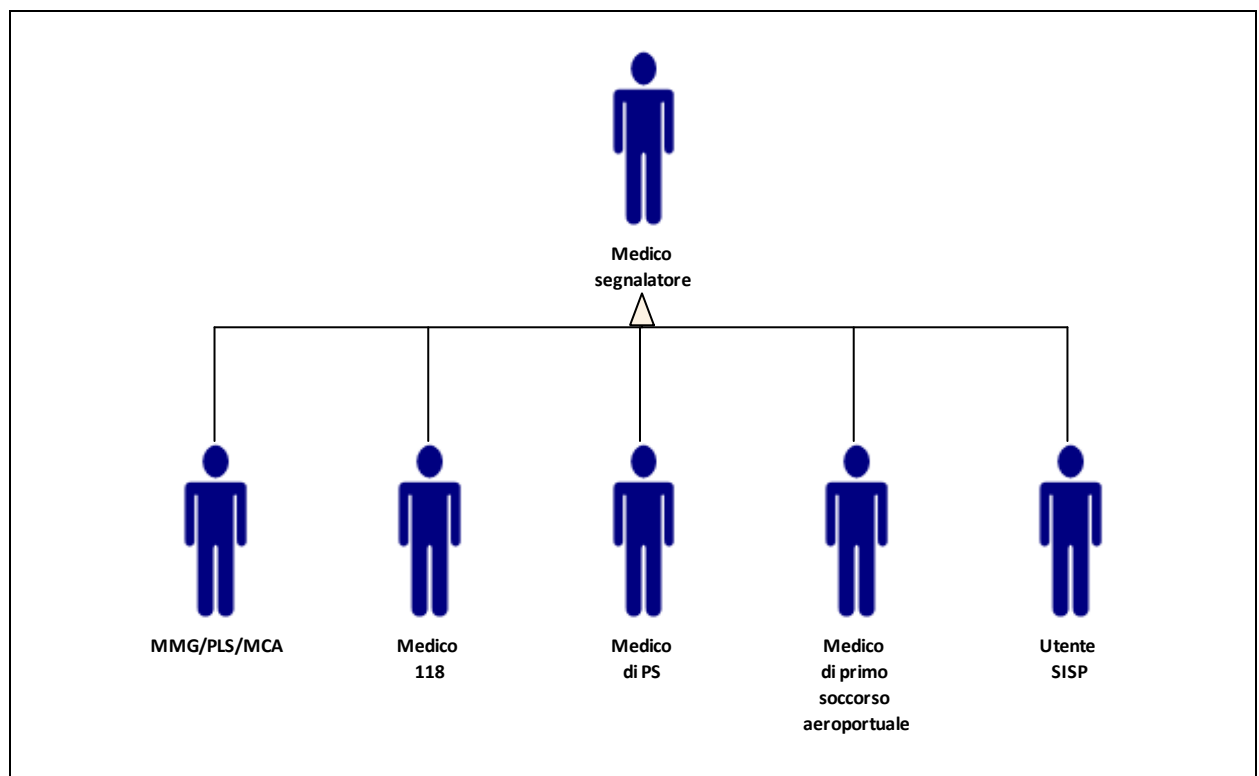 Medico
segnalatore
MMG/PLS/MCA
Medico
118
Medico
di PS
Medico
di primo
soccorso
aeroportuale
Utente
SISP